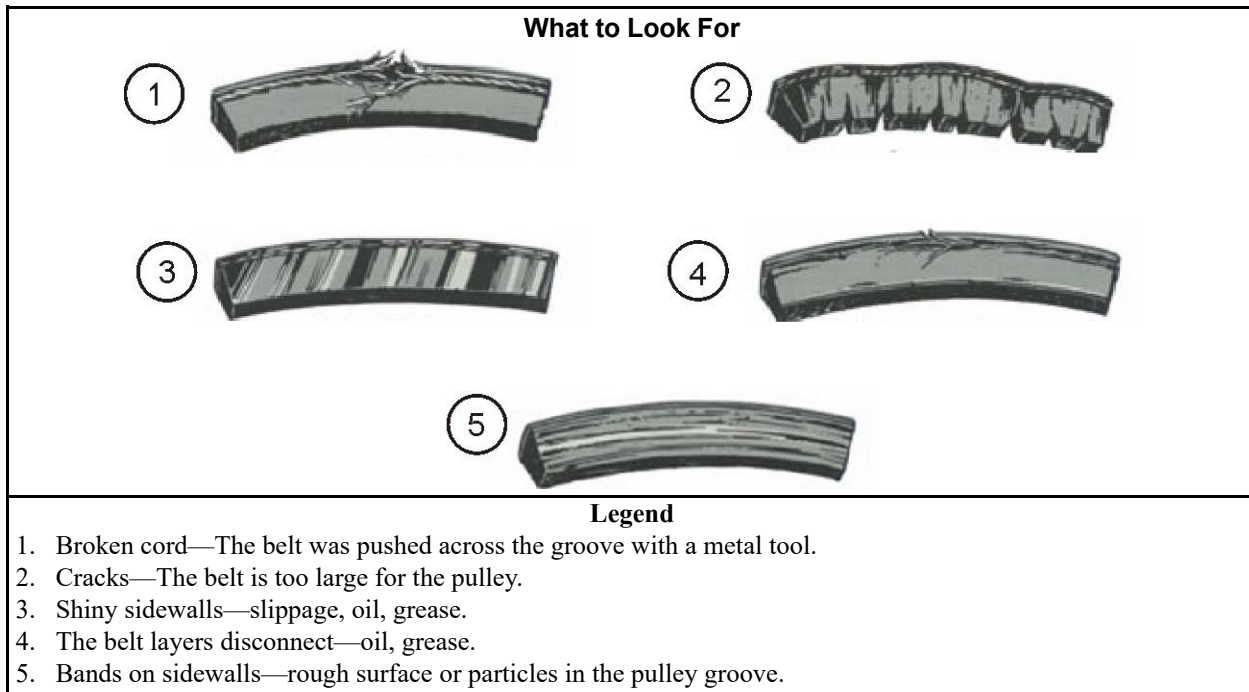 What to Look For
1
2
3
4
5
Legend
1. Broken cord—The belt was pushed across the groove with a metal tool.
2. Cracks—The belt is too large for the pulley.
3. Shiny sidewalls—slippage, oil, grease.
4. The belt layers disconnect—oil, grease.
5. Bands on sidewalls—rough surface or particles in the pulley groove.